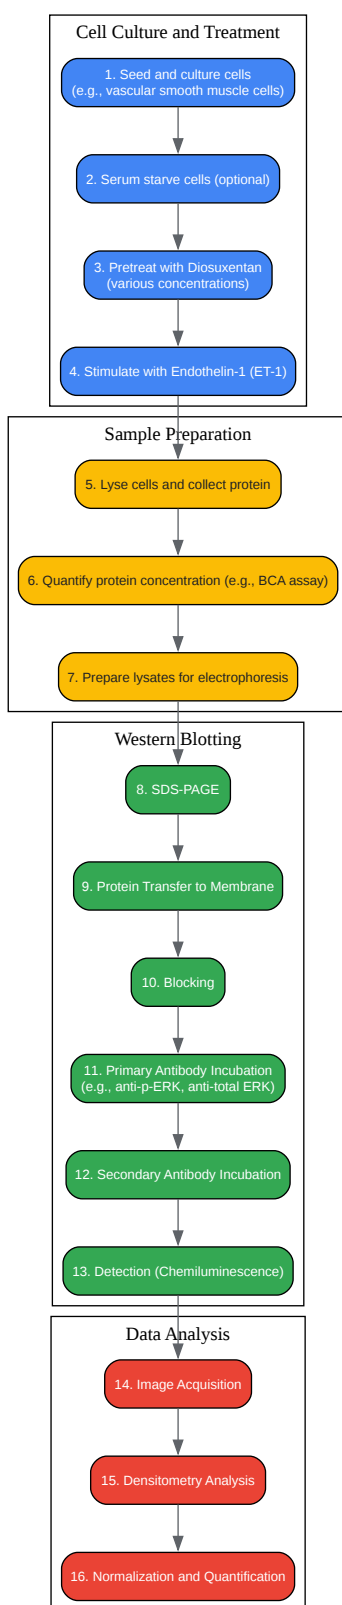 Cell Culture and Treatment
1. Seed and culture cells
(e.g., vascular smooth muscle cells)
2. Serum starve cells (optional)
3. Pretreat with Diosuxentan
(various concentrations)
4. Stimulate with Endothelin-1 (ET-1)
Sample Preparation
5. Lyse cells and collect protein
6. Quantify protein concentration (e.g., BCA assay)
7. Prepare lysates for electrophoresis
Western Blotting
8. SDS-PAGE
9. Protein Transfer to Membrane
10. Blocking
11. Primary Antibody Incubation
(e.g., anti-p-ERK, anti-total ERK)
12. Secondary Antibody Incubation
13. Detection (Chemiluminescence)
Data Analysis
14. Image Acquisition
15. Densitometry Analysis
16. Normalization and Quantification